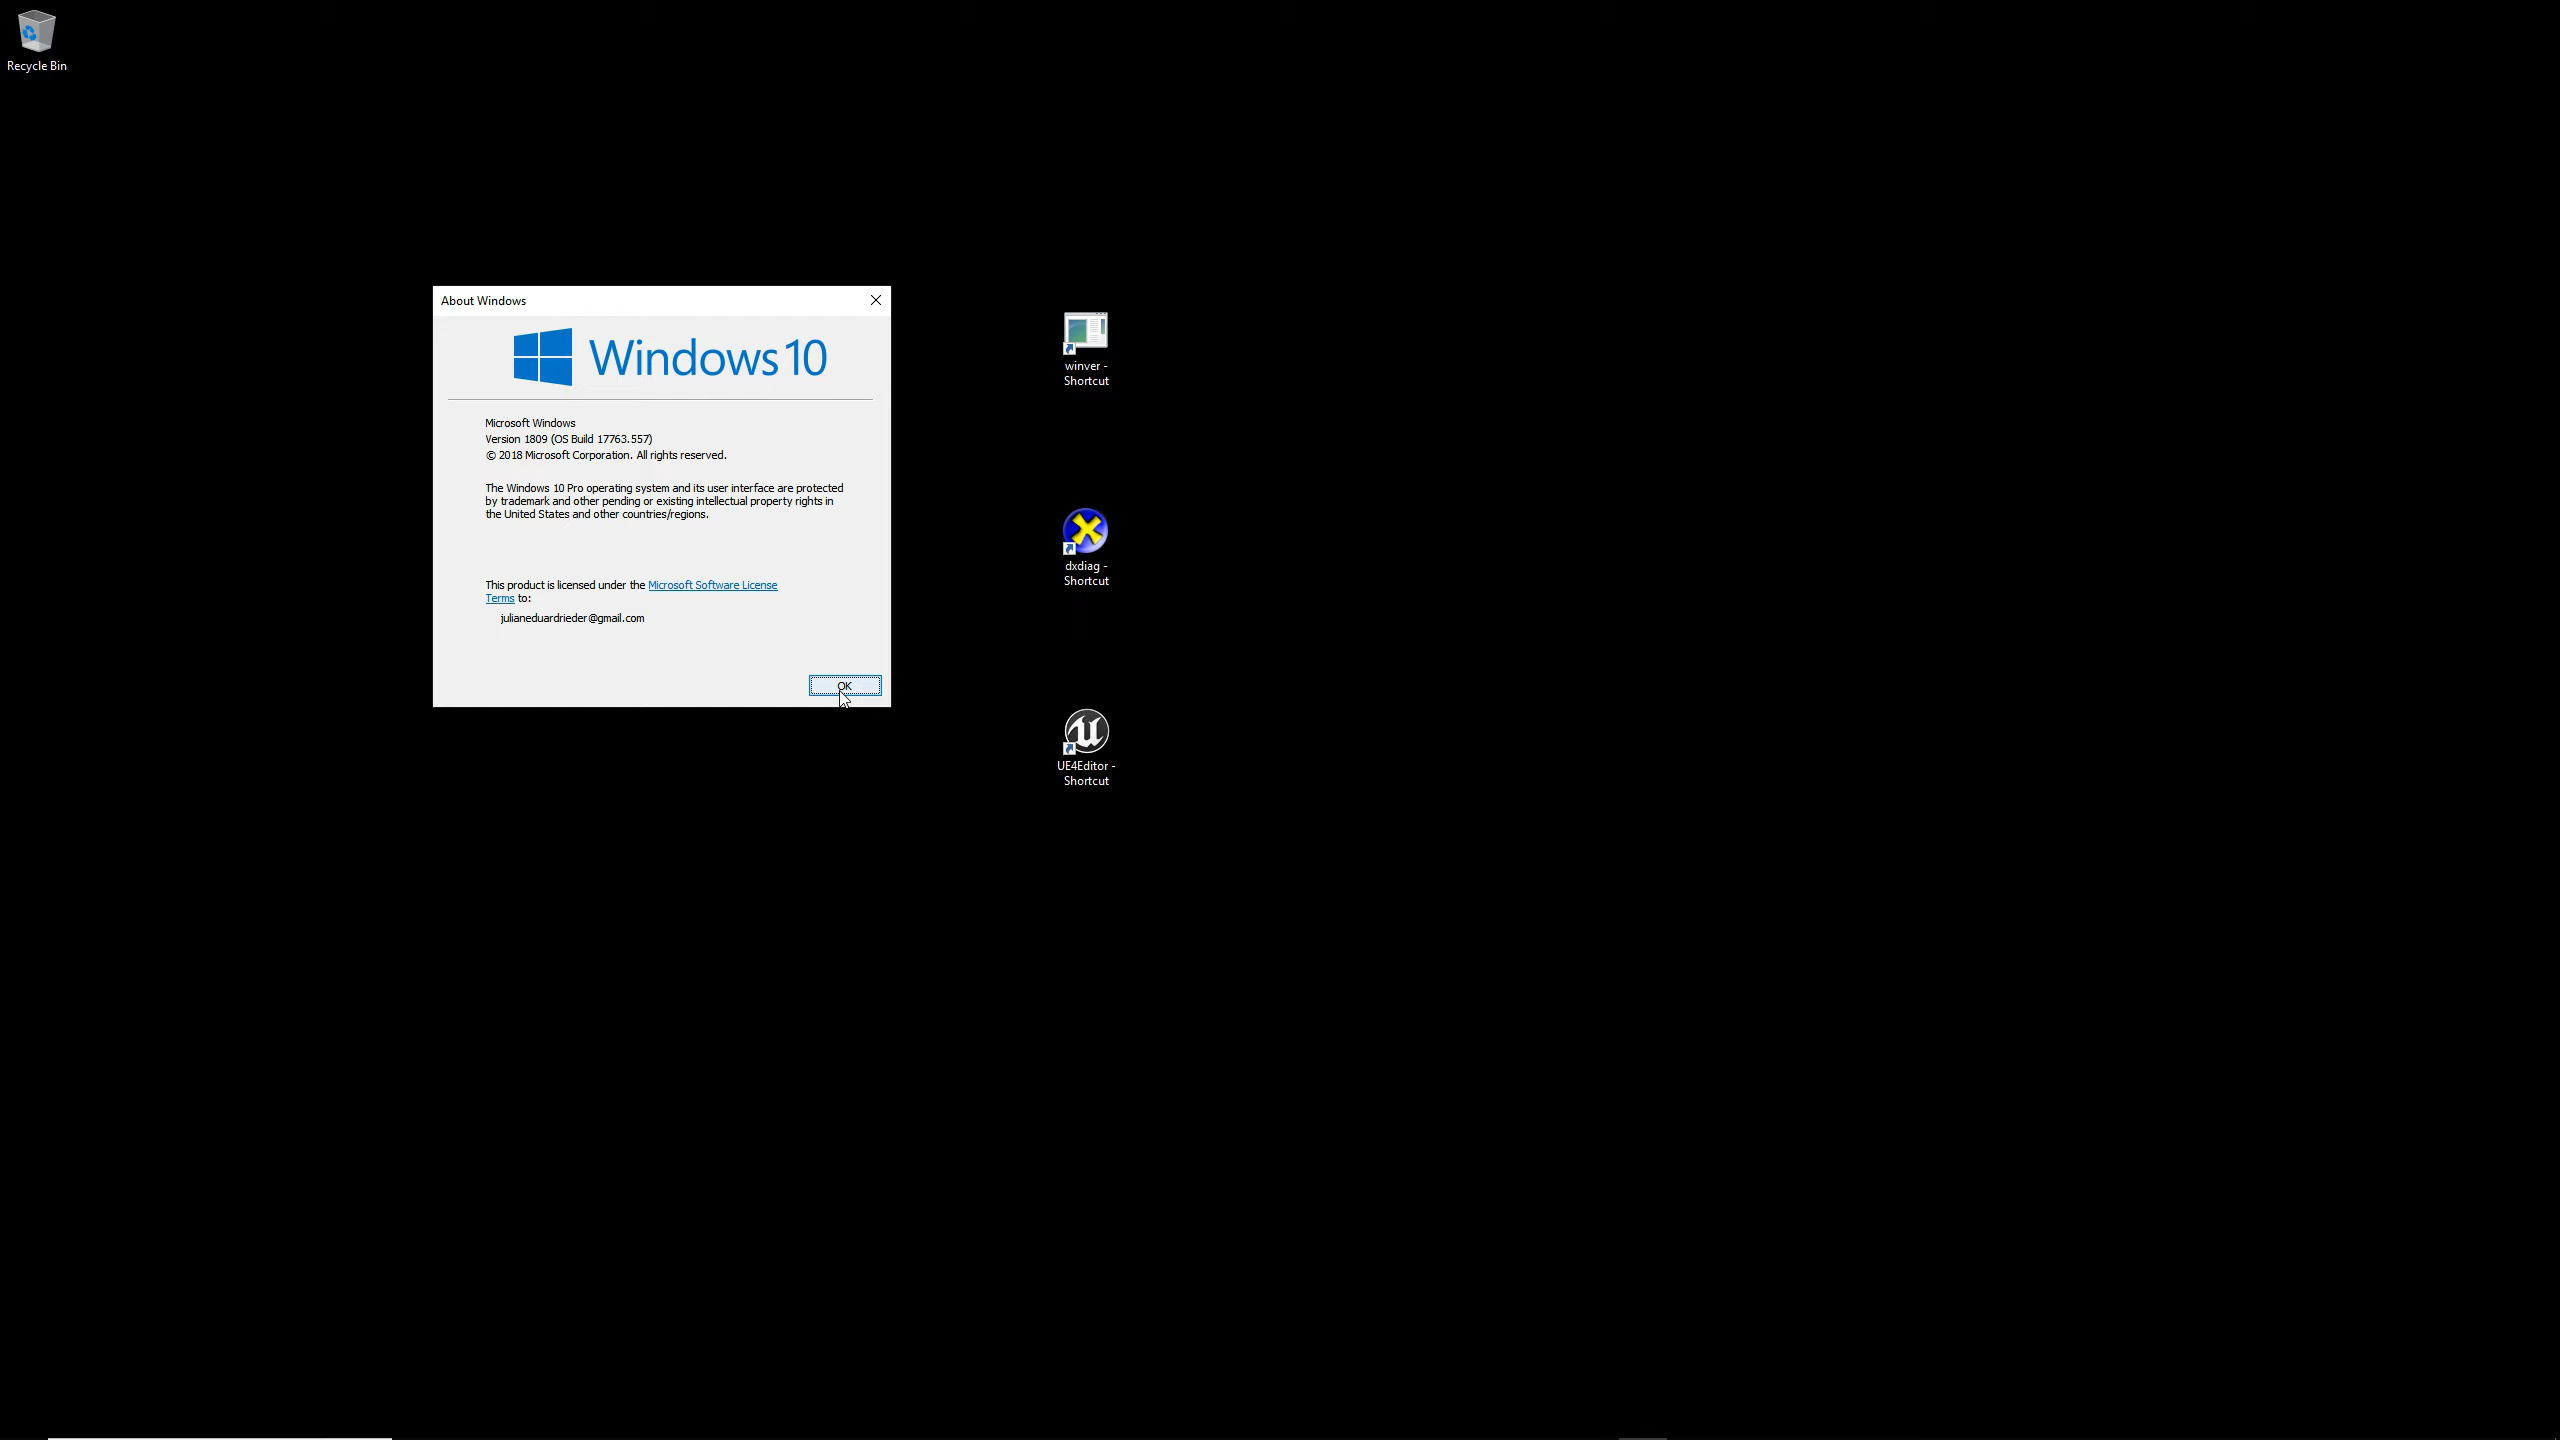 Recycle Bin
About Windows
Windows 10
Microsoft Windows
Version 1809 (OS Build 17763.557)
© 2018 Microsoft Corporation. All rights reserved.
The Windows 10 Pro operating system and its user interface are protected
by trademark and other pending or existing intellectual property rights in
the United States and other countries/regions.
This product is licensed under the Microsoft Software License
Terms to:
julianeduardrieder@gmail.com
OK
winver -
Shortcut
dxdiag -
Shortcut
UE4Editor -
Shortcut